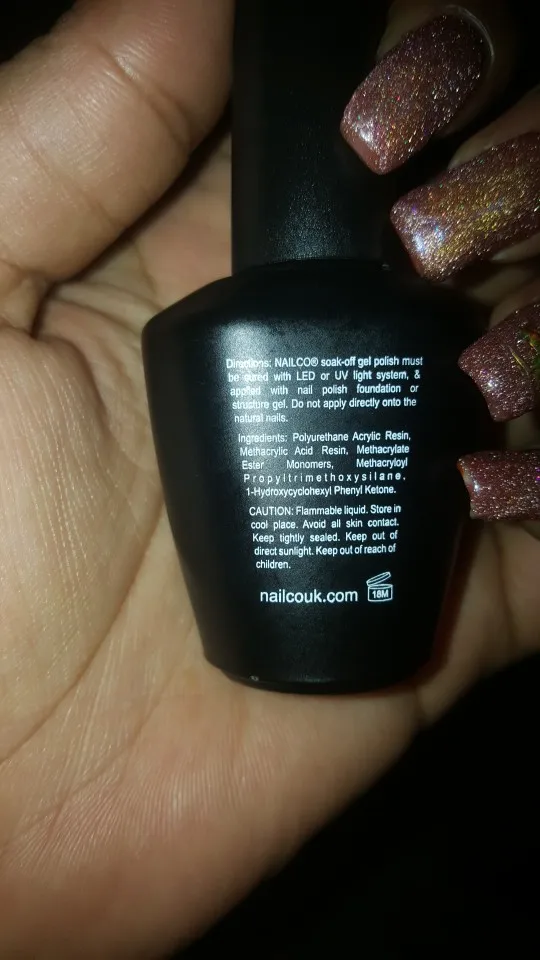 Directions: NAILCO® soak-off gel polish must
be cured with LED or UV light system, &
applied with nail polish foundation or
structure gel. Do not apply directly onto the
natural nails.
Ingredients: Polyurethane Acrylic Resin,
Methacrylic Acid Resin, Methacrylate
Ester Monomers, Methacryloyl
Propyltrimethoxysilane,
1-Hydroxycyclohexyl Phenyl Ketone.
CAUTION: Flammable liquid. Store in
cool place. Avoid all skin contact.
Keep tightly sealed. Keep out of
direct sunlight. Keep out of reach of
children.
nailcouk.com 18M